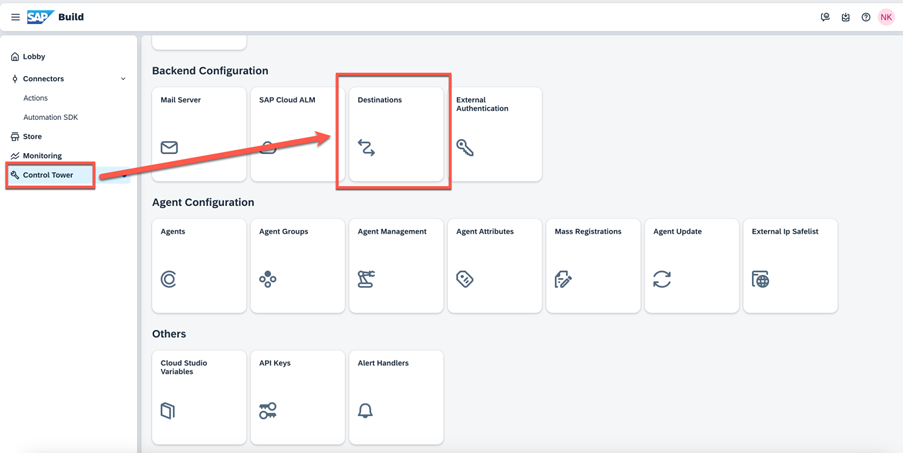 SAP Build
NK
Lobby
Connectors
Actions
Automation SDK
Store
Monitoring
Control Tower
Backend Configuration
Mail Server
SAP Cloud ALM
Destinations
External
Authentication
Agent Configuration
Agents
Agent Groups
Agent Management
Agent Attributes
Mass Registrations
Agent Update
External Ip Safelist
Others
Cloud Studio
Variables
API Keys
Alert Handlers